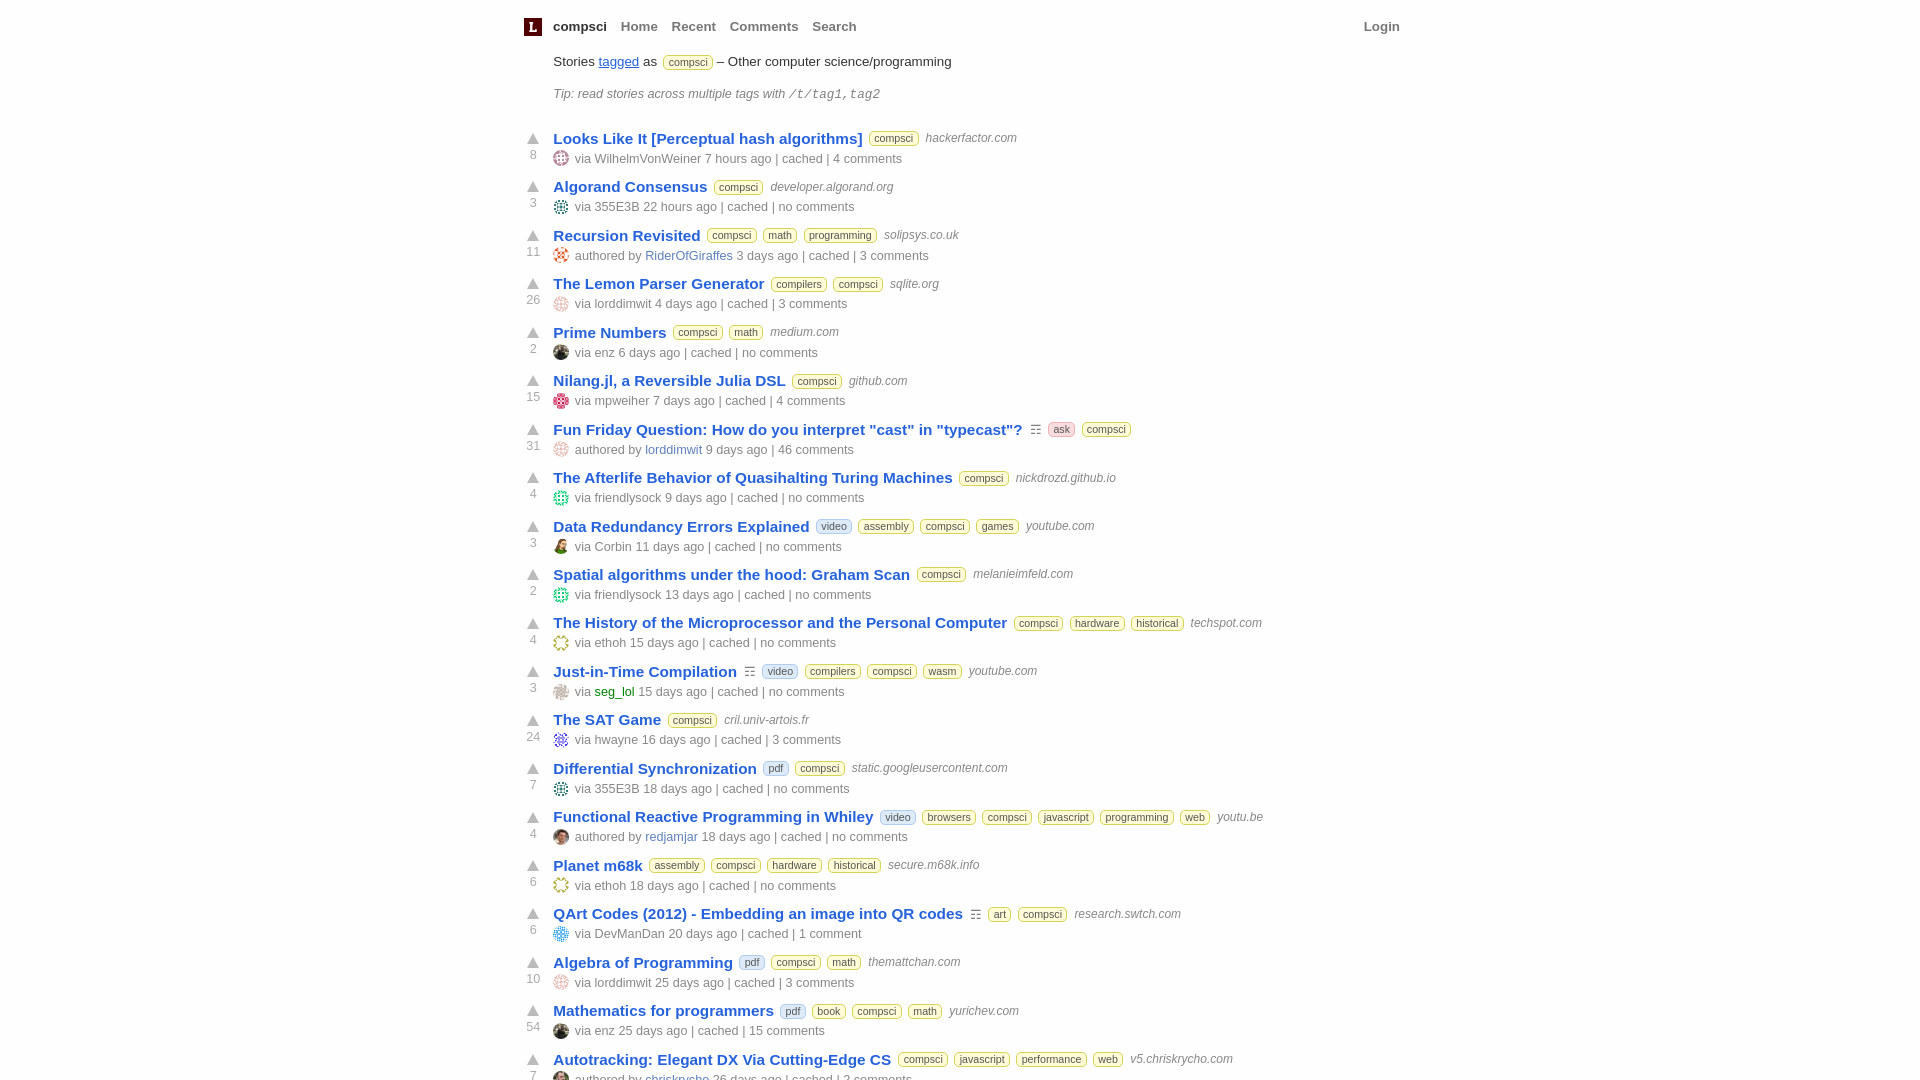 L compsci Home Recent Comments Search Login
Stories tagged as compsci – Other computer science/programming
Tip: read stories across multiple tags with /t/tag1,tag2
Looks Like It [Perceptual hash algorithms] compsci hackerfactor.com
8 via WilhelmVonWeiner 7 hours ago | cached | 4 comments
Algorand Consensus compsci developer.algorand.org
3 via 355E3B 22 hours ago | cached | no comments
Recursion Revisited compsci math programming solipsys.co.uk
11 authored by RiderOfGiraffes 3 days ago | cached | 3 comments
The Lemon Parser Generator compilers compsci sqlite.org
26 via lorddimwit 4 days ago | cached | 3 comments
Prime Numbers compsci math medium.com
2 via enz 6 days ago | cached | no comments
Nilang.jl, a Reversible Julia DSL compsci github.com
15 via mpweiher 7 days ago | cached | 4 comments
Fun Friday Question: How do you interpret "cast" in "typecast"? ☶ ask compsci
31 authored by lorddimwit 9 days ago | 46 comments
The Afterlife Behavior of Quasihalting Turing Machines compsci nickdrozd.github.io
4 via friendlysock 9 days ago | cached | no comments
Data Redundancy Errors Explained video assembly compsci games youtube.com
3 via Corbin 11 days ago | cached | no comments
Spatial algorithms under the hood: Graham Scan compsci melanieimfeld.com
2 via friendlysock 13 days ago | cached | no comments
The History of the Microprocessor and the Personal Computer compsci hardware historical techspot.com
4 via ethoh 15 days ago | cached | no comments
Just-in-Time Compilation ☶ video compilers compsci wasm youtube.com
3 via seg_lol 15 days ago | cached | no comments
The SAT Game compsci cril.univ-artois.fr
24 via hwayne 16 days ago | cached | 3 comments
Differential Synchronization pdf compsci static.googleusercontent.com
7 via 355E3B 18 days ago | cached | no comments
Functional Reactive Programming in Whiley video browsers compsci javascript programming web youtu.be
4 authored by redjamjar 18 days ago | cached | no comments
Planet m68k assembly compsci hardware historical secure.m68k.info
6 via ethoh 18 days ago | cached | no comments
QArt Codes (2012) - Embedding an image into QR codes ☶ art compsci research.swtch.com
6 via DevManDan 20 days ago | cached | 1 comment
Algebra of Programming pdf compsci math themattchan.com
10 via lorddimwit 25 days ago | cached | 3 comments
Mathematics for programmers pdf book compsci math yurichev.com
54 via enz 25 days ago | cached | 15 comments
Autotracking: Elegant DX Via Cutting-Edge CS compsci javascript performance web v5.chriskrycho.com
7 authored by chriskrycho 26 days ago | cached | 2 comments